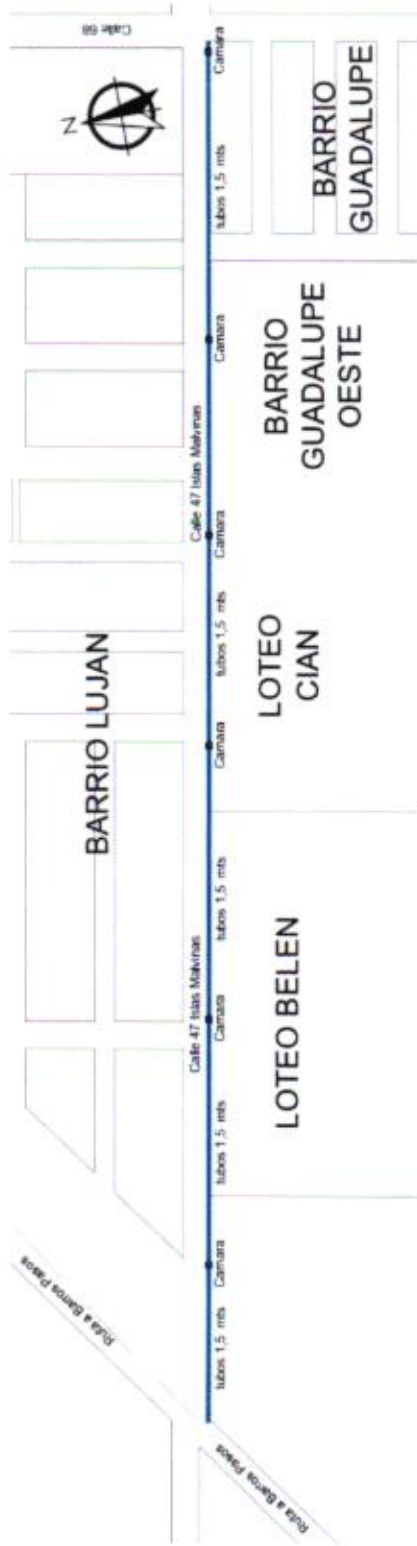 Calle 68
N
BARRIO LUJAN
Ruta a Barros Pasos
Calle 47 Islas Malvinas
Calle 47 Islas Malvinas
Ruta a Barros Pasos
tubos 1,5 mts
Camara
tubos 1,5 mts
Camara
tubos 1,5 mts
Camara
tubos 1,5 mts
Camara
Camara
tubos 1,5 mts
Camara
LOTEO BELEN
LOTEO
CIAN
BARRIO
GUADALUPE
OESTE
BARRIO
GUADALUPE